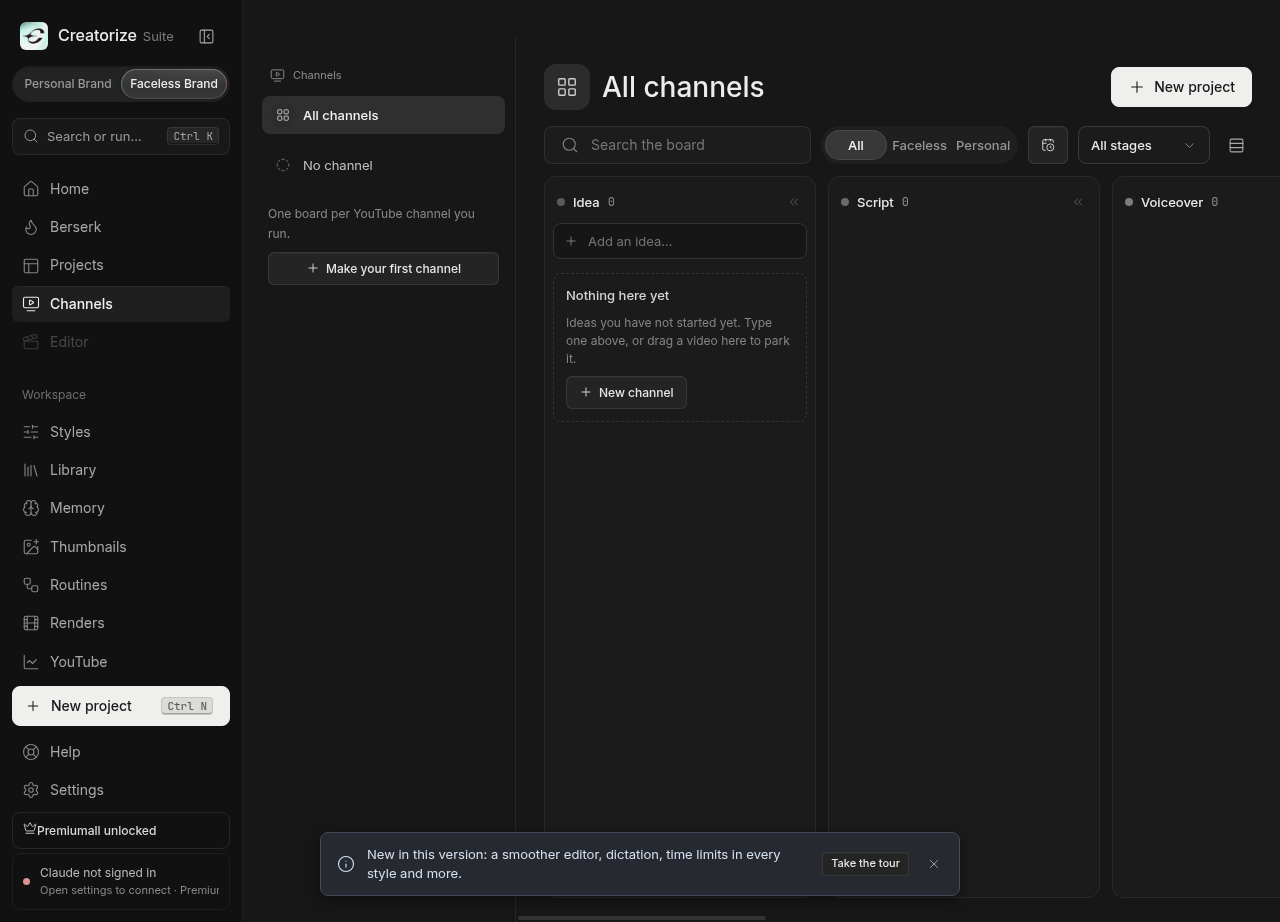 Creatorize Suite
Personal Brand
Faceless Brand
Search or run...
Ctrl K
Home
Berserk
Projects
Channels
Editor
Workspace
Styles
Library
Memory
Thumbnails
Routines
Renders
YouTube
New project
Ctrl N
Help
Settings
Premiumall unlocked
Claude not signed in
Open settings to connect · Premiur
Channels
All channels
No channel
One board per YouTube channel you
run.
Make your first channel
All channels
New project
Search the board
All
Faceless
Personal
All stages
Idea 0
Add an idea...
Nothing here yet
Ideas you have not started yet. Type
one above, or drag a video here to park
it.
New channel
Script 0
Voiceover 0
New in this version: a smoother editor, dictation, time limits in every
style and more.
Take the tour